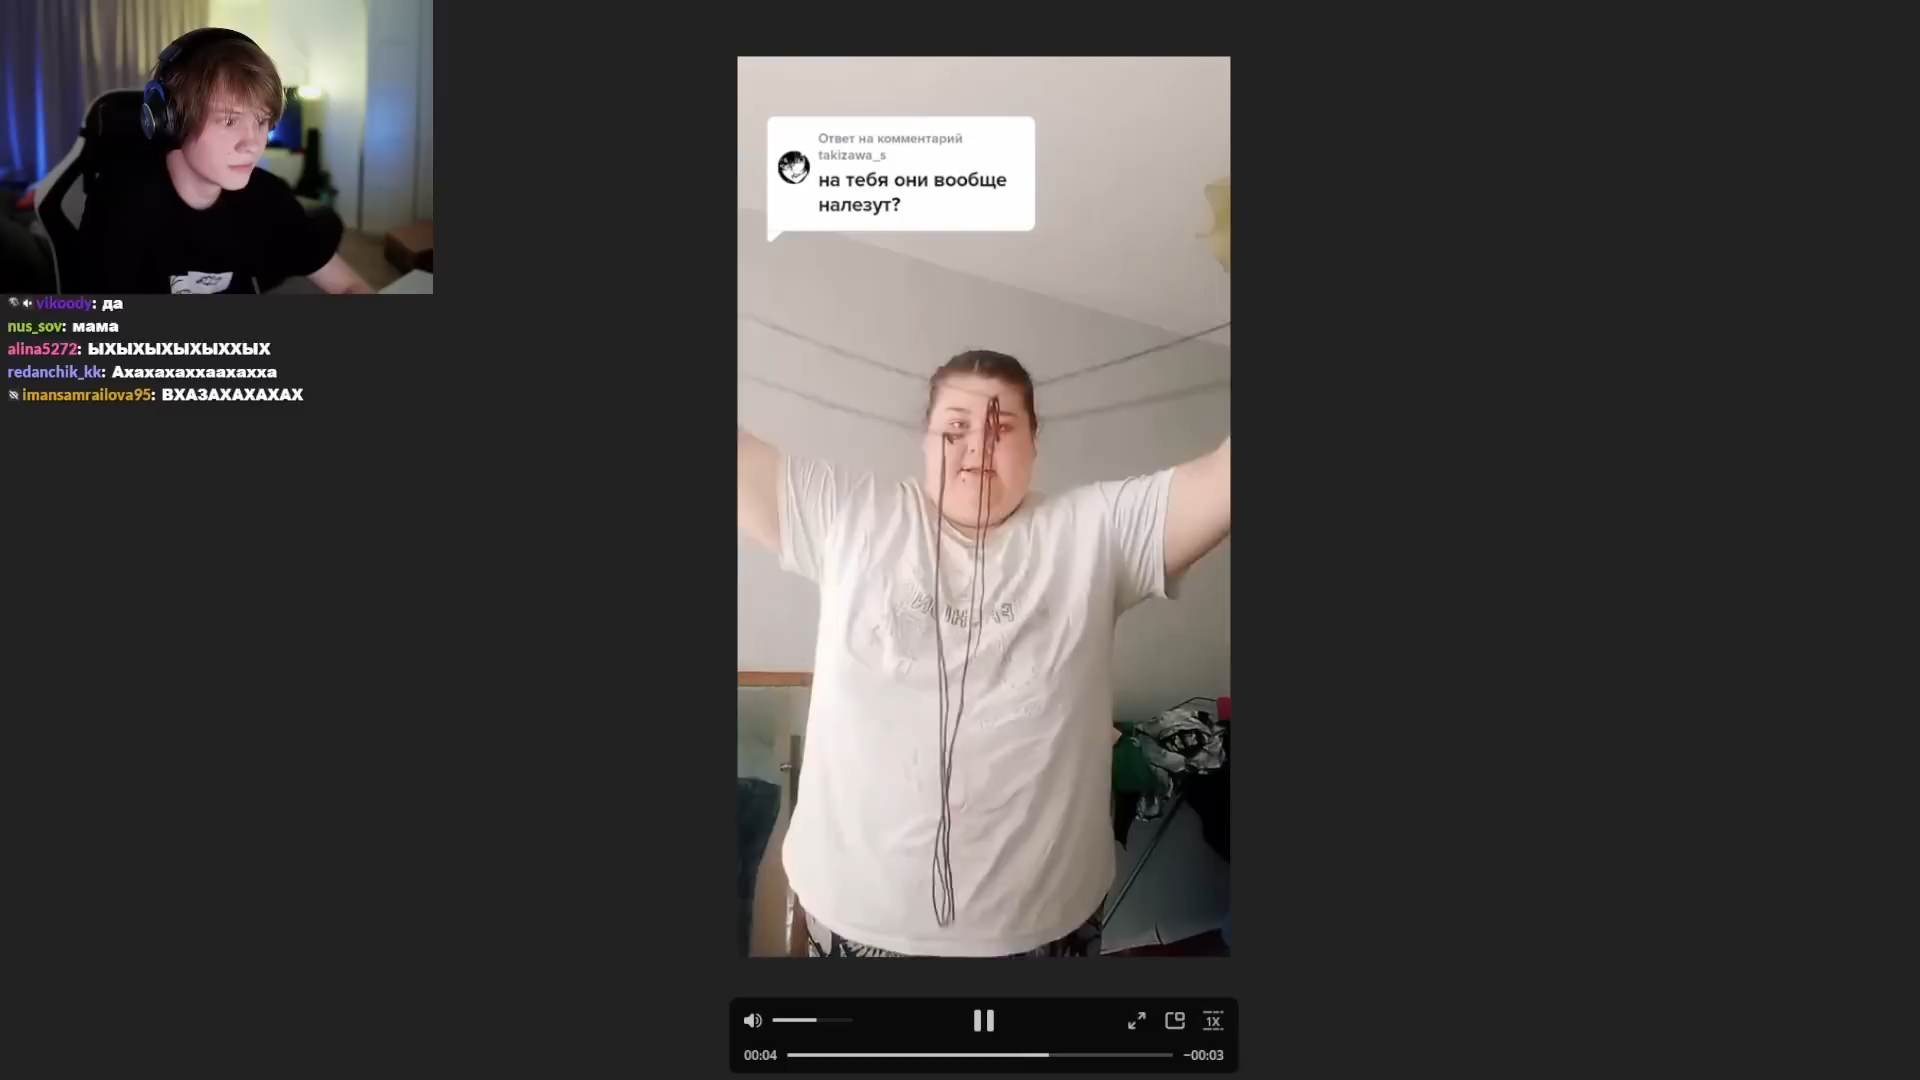 Ответ на комментарий
takizawa_s
на тебя они вообще
налезут?
vikoody: да
nus_sov: мама
alina5272: ЫХЫХЫХЫХЫХХЫХ
redanchik_kk: Ахахахаххаахахха
imansamrailova95: ВХАЗАХАХАХАХ
1X
00:04
−00:03